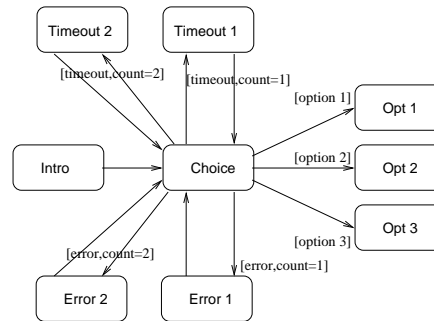 Timeout 2
Timeout 1
[timeout,count=2]
[timeout,count=1]
[option 1]
Opt 1
Intro
Choice
[option 2]
Opt 2
[option 3]
Opt 3
[error,count=2]
[error,count=1]
Error 2
Error 1